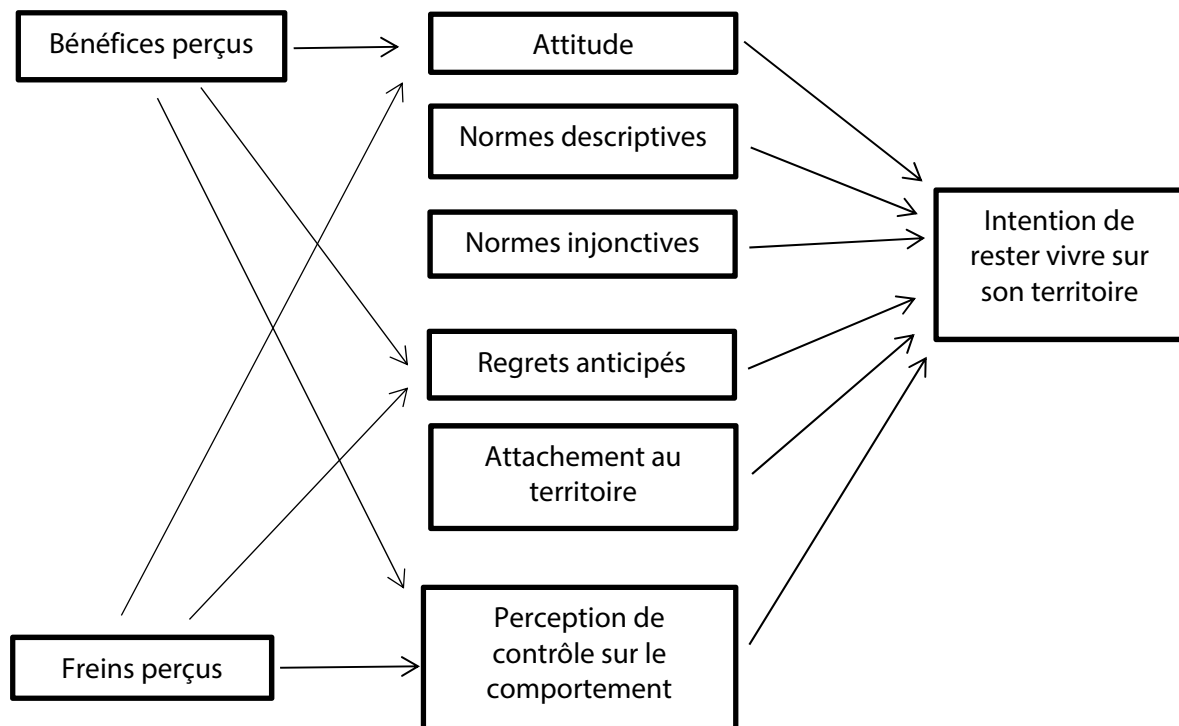 Bénéfices perçus
Attitude
Normes descriptives
Normes injonctives
Intention de
rester vivre sur
son territoire
Regrets anticipés
Attachement au
territoire
Perception de
contrôle sur le
comportement
Freins perçus